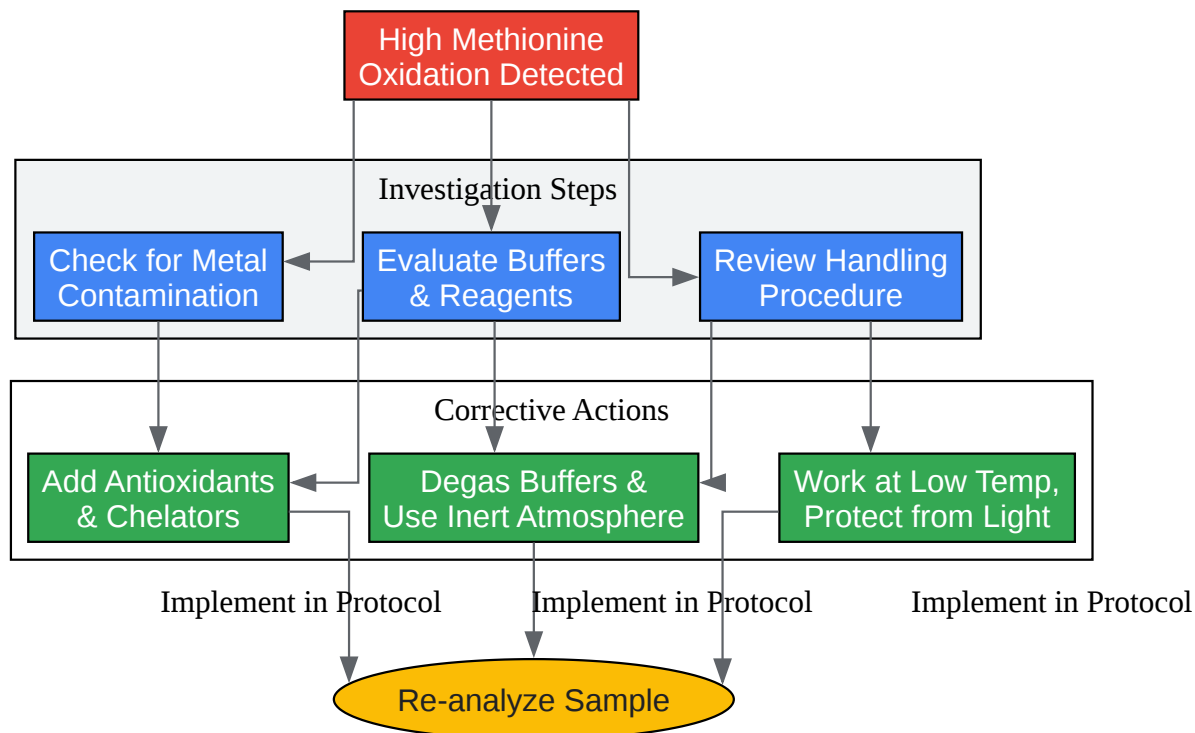 High Methionine
Oxidation Detected
Investigation Steps
Check for Metal
Contamination
Evaluate Buffers
& Reagents
Review Handling
Procedure
Corrective Actions
Add Antioxidants
& Chelators
Degas Buffers &
Use Inert Atmosphere
Work at Low Temp,
Protect from Light
Implement in Protocol
Implement in Protocol
Implement in Protocol
Re-analyze Sample